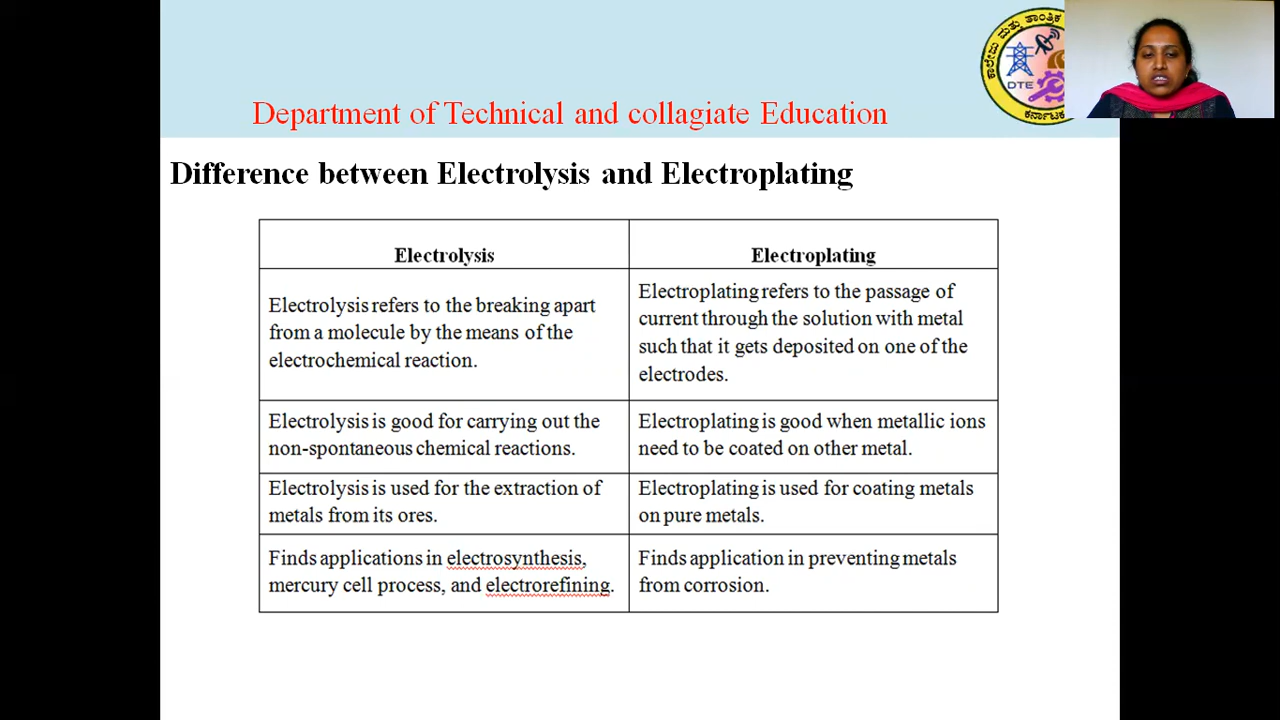 ಕಾಲೇಜು ಮತ್ತು ತಾಂತ್ರಿಕ
DTE
ಕರ್ನಾಟಕ
Department of Technical and collagiate Education
Difference between Electrolysis and Electroplating
Electrolysis
Electroplating
Electrolysis refers to the breaking apart
from a molecule by the means of the
electrochemical reaction.
Electroplating refers to the passage of
current through the solution with metal
such that it gets deposited on one of the
electrodes.
Electrolysis is good for carrying out the
non-spontaneous chemical reactions.
Electroplating is good when metallic ions
need to be coated on other metal.
Electrolysis is used for the extraction of
metals from its ores.
Electroplating is used for coating metals
on pure metals.
Finds applications in electrosynthesis,
mercury cell process, and electrorefining.
Finds application in preventing metals
from corrosion.